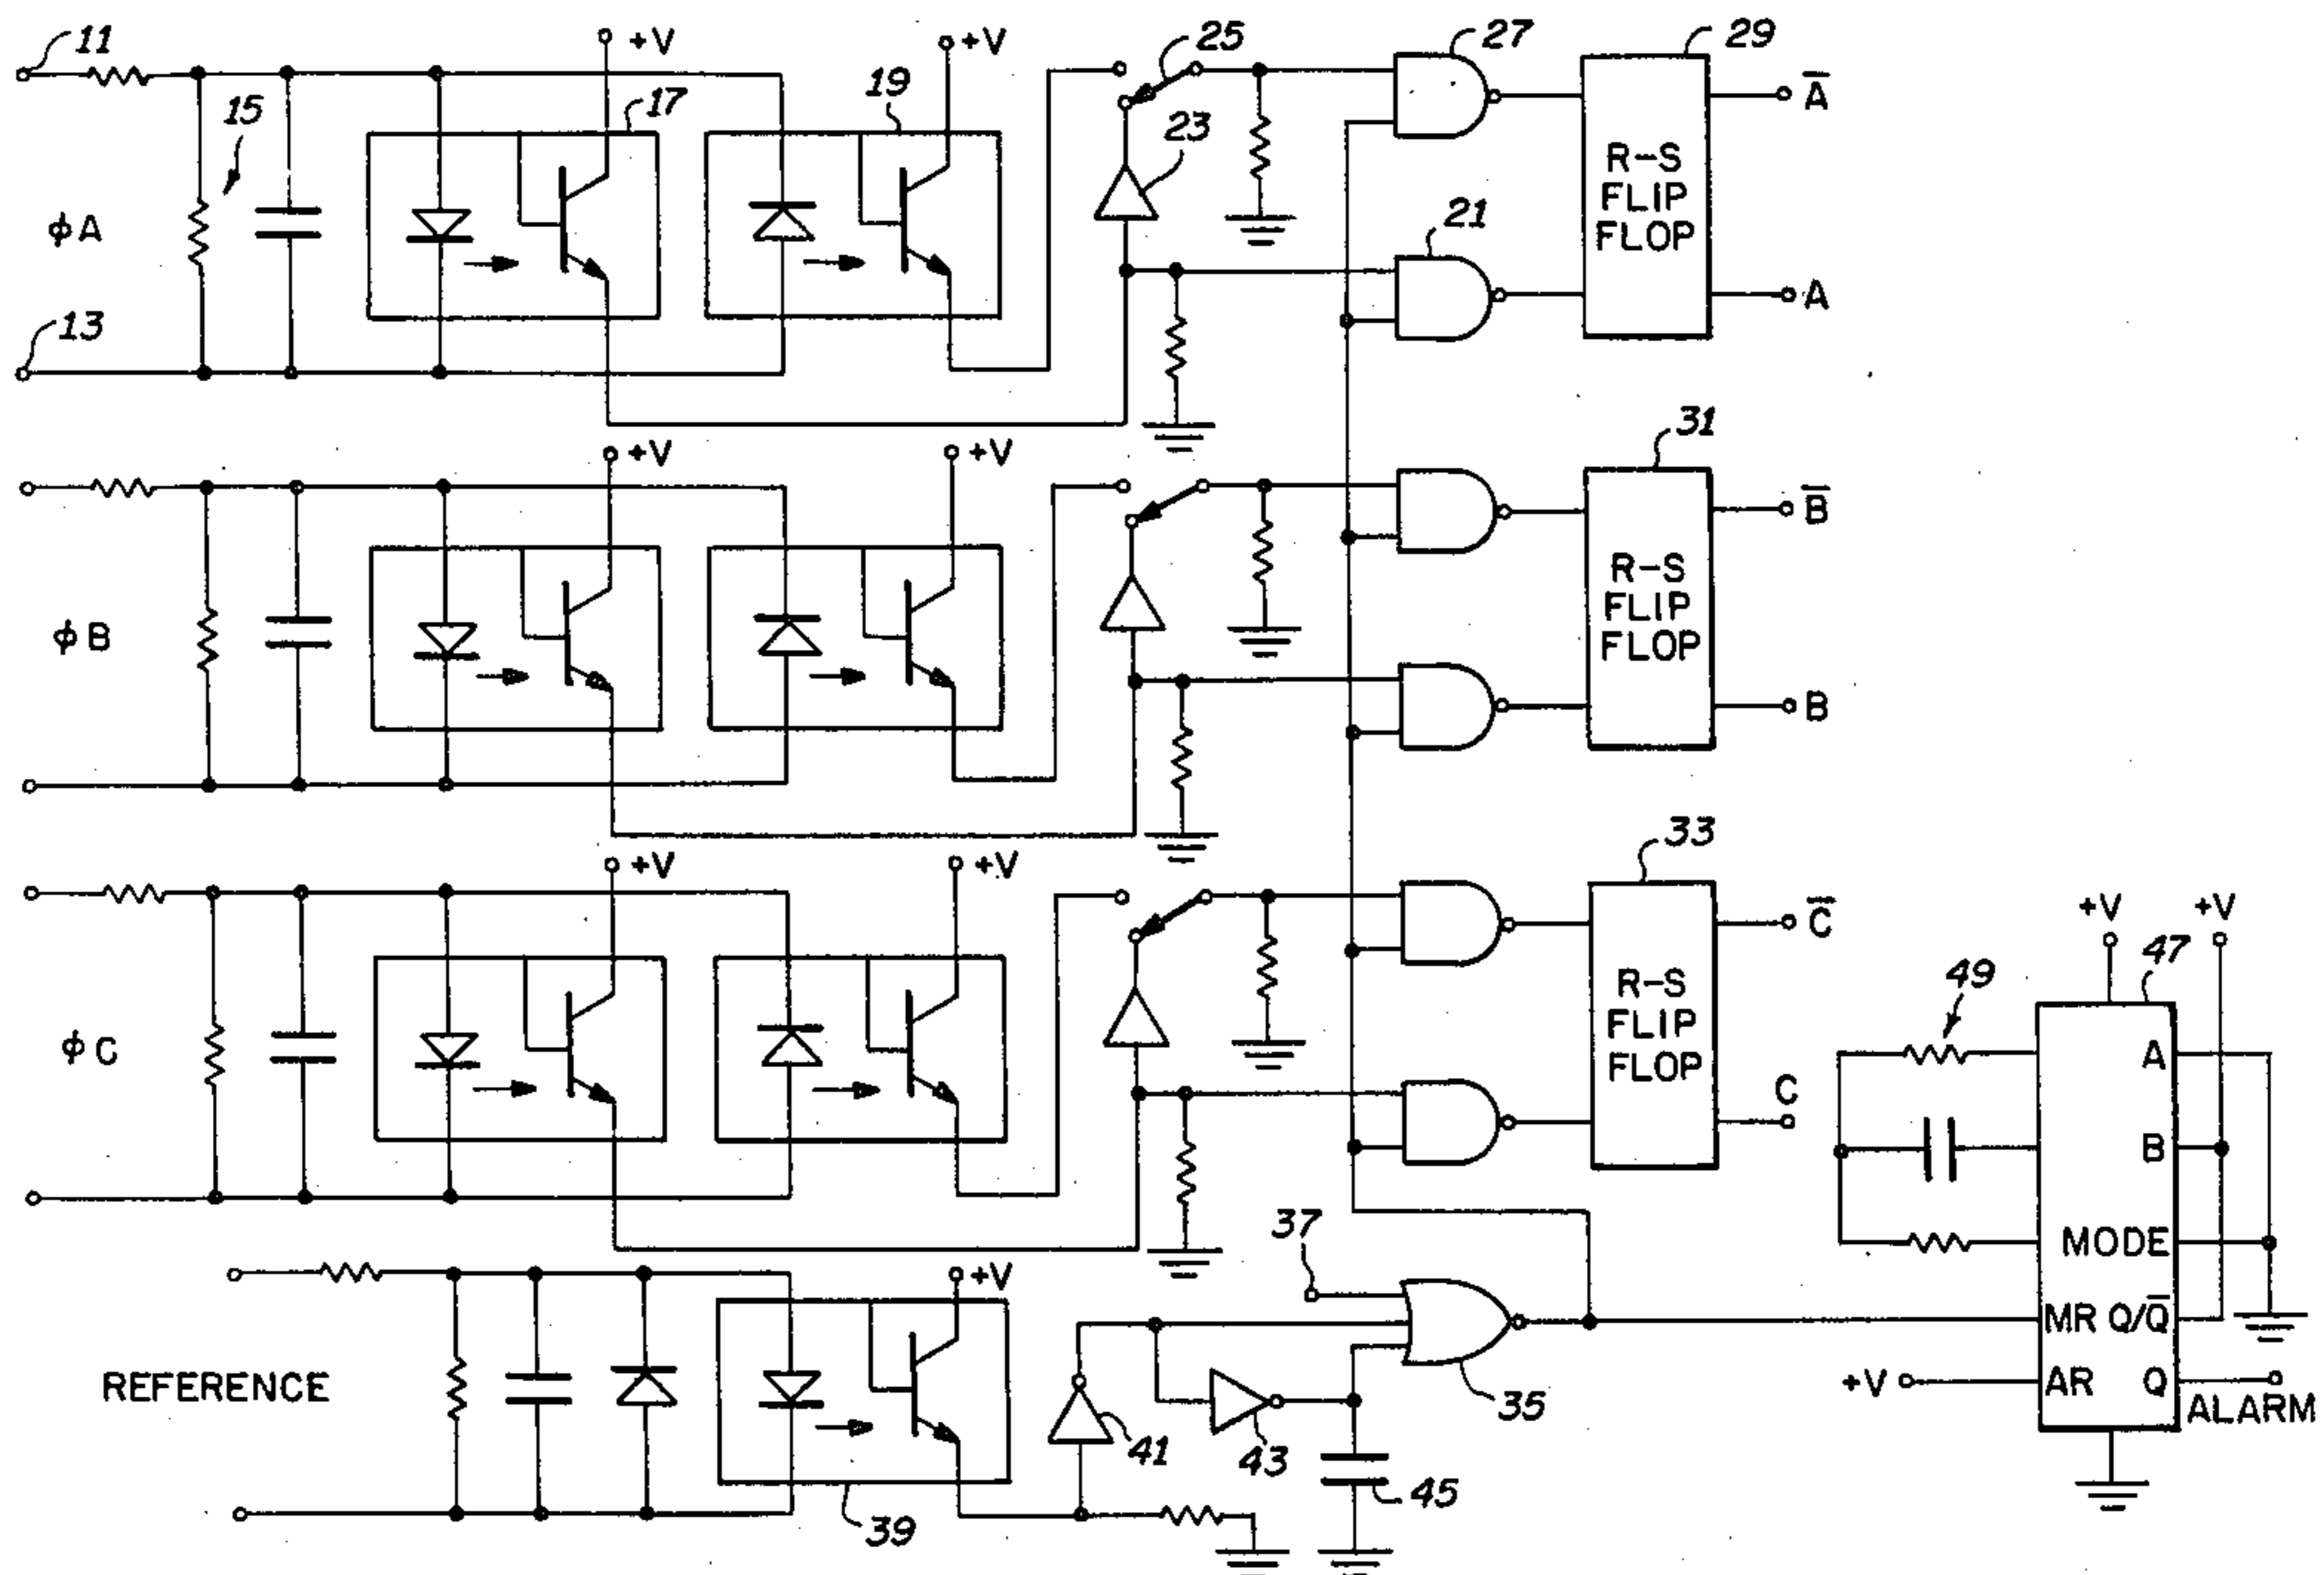 11
+V
+V
25
27
29
A̅
15
17
19
23
R-S
FLIP
FLOP
φA
21
A
13
+V
+V
31
B̅
R-S
FLIP
FLOP
φB
B
+V
+V
33
C̅
+V
+V
47
49
R-S
FLIP
FLOP
φC
A
C
B
37
MODE
+V
MR Q/Q̅
REFERENCE
35
+V
AR
Q
ALARM
41
43
45
39